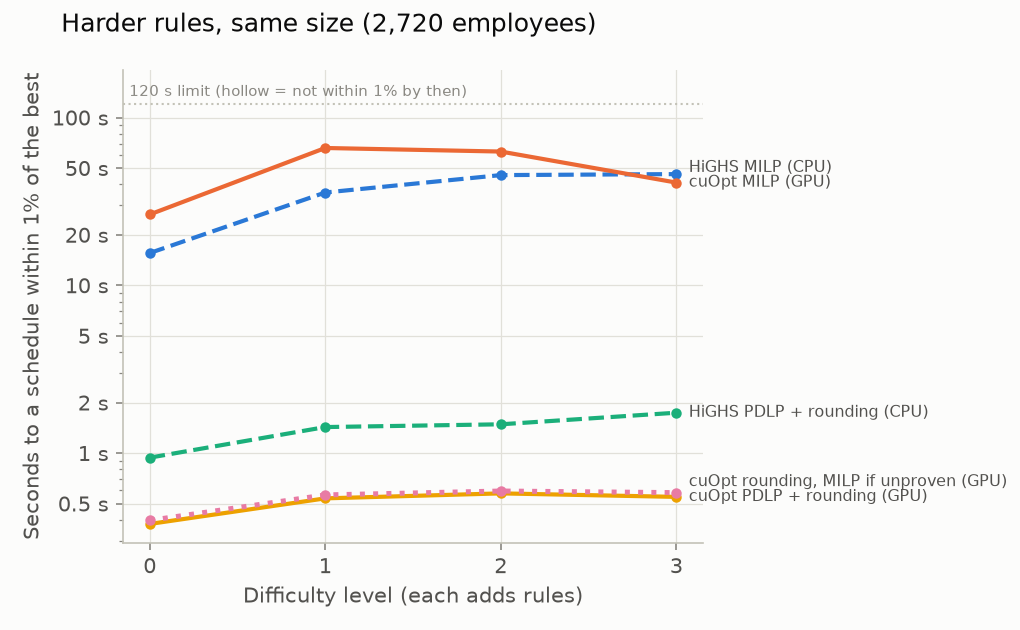 Harder rules, same size (2,720 employees)
Seconds to a schedule within 1% of the best
120 s limit (hollow = not within 1% by then)
100 s
50 s
20 s
10 s
5 s
2 s
1 s
0.5 s
HiGHS MILP (CPU)
cuOpt MILP (GPU)
HiGHS PDLP + rounding (CPU)
cuOpt rounding, MILP if unproven (GPU)
cuOpt PDLP + rounding (GPU)
0
1
2
3
Difficulty level (each adds rules)